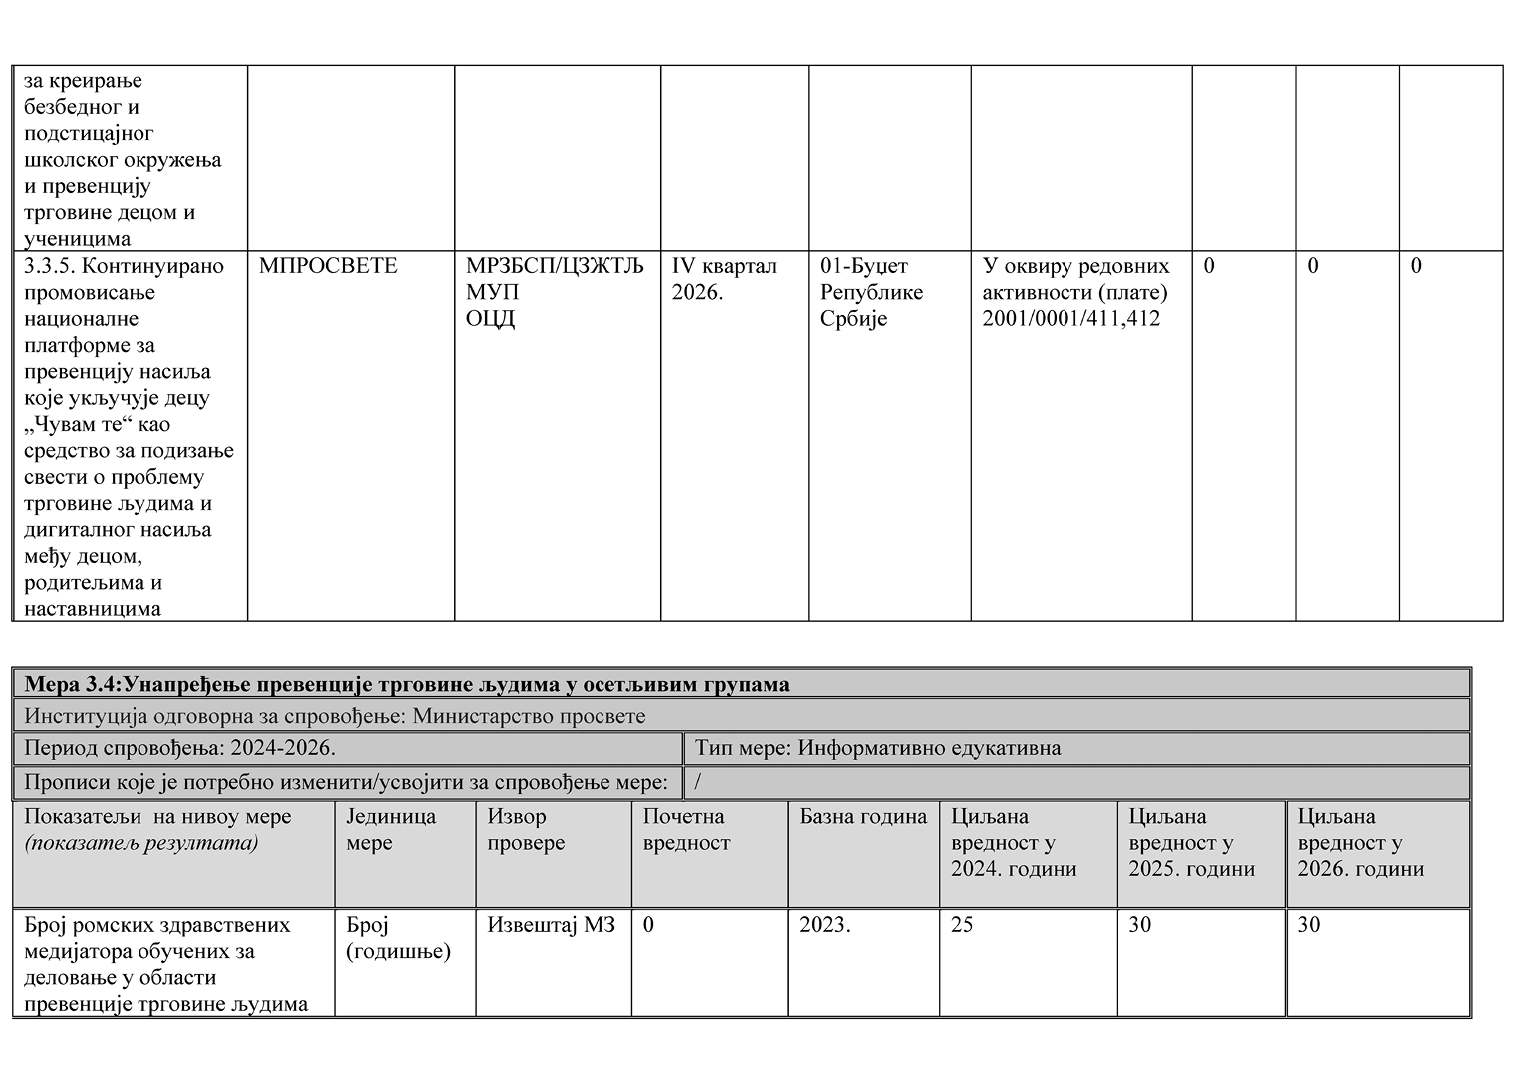 за креирање
безбедног и
подстицајног
школског окружења
и превенцију
трговине децом и
ученицима
3.3.5. Континуирано
промовисање
националне
платформе за
превенцију насиља
које укључује децу
„Чувам те“ као
средство за подизање
свести о проблему
трговине људима и
дигиталног насиља
међу децом,
родитељима и
наставницима
МПРОСВЕТЕ
МРЗБСП/ЦЗЖТЉ
МУП
ОЦД
IV квартал
2026.
01-Буџет
Републике
Србије
У оквиру редовних
активности (плате)
2001/0001/411,412
0
0
0
Мера 3.4:Унапређење превенције трговине људима у осетљивим групама
Институција одговорна за спровођење: Министарство просвете
Период спровођења: 2024-2026.
Тип мере: Информативно едукативна
Прописи које је потребно изменити/усвојити за спровођење мере:
/
Показатељи на нивоу мере
(показатељ резултата)
Јединица
мере
Извор
провере
Почетна
вредност
Базна година
Циљана
вредност у
2024. години
Циљана
вредност у
2025. години
Циљана
вредност у
2026. години
Број ромских здравствених
медијатора обучених за
деловање у области
превенције трговине људима
Број
(годишње)
Извештај МЗ
0
2023.
25
30
30